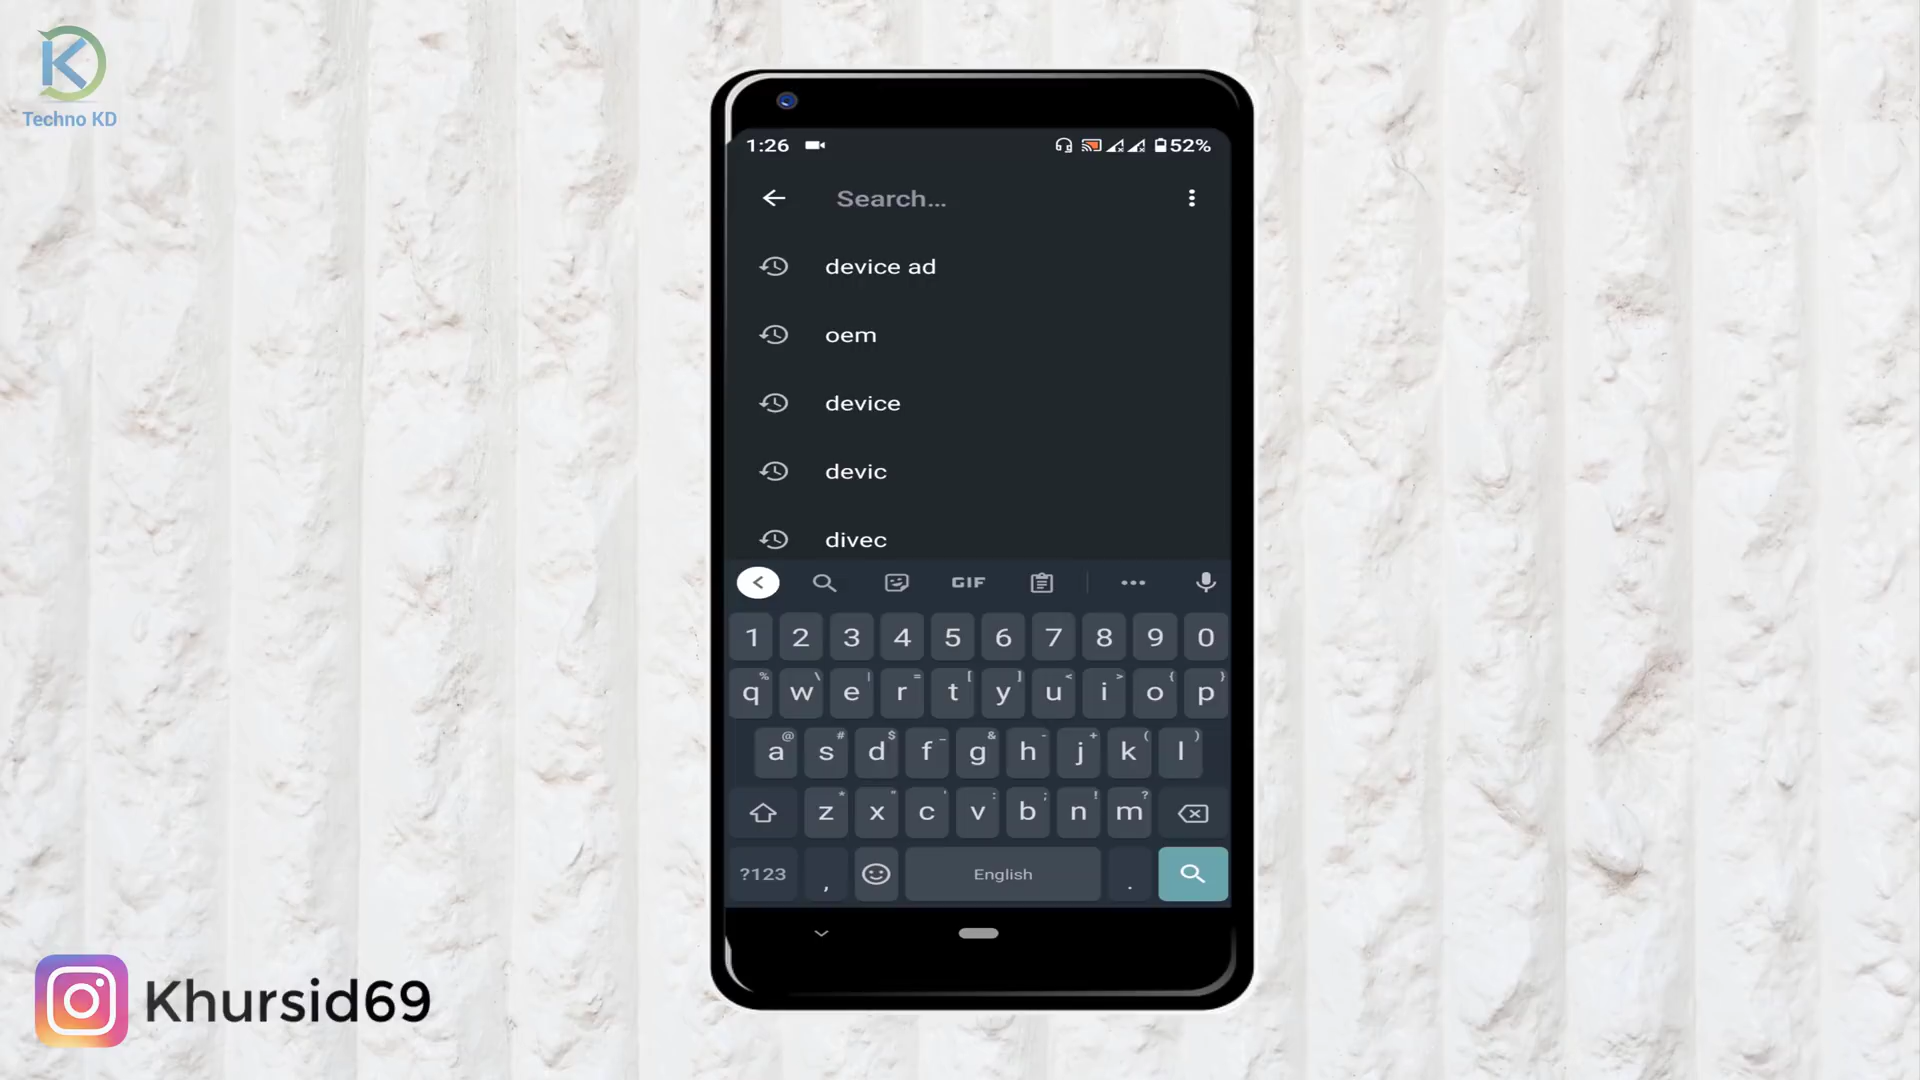 Techno KD
1:26
52%
Search...
device ad
oem
device
devic
divec
GIF
1 2 3 4 5 6 7 8 9 0
% \ | = [ ] < > { }
q w e r t y u i o p
@ # $ _ & - + ( )
a s d f g h j k l
* " ' : ; ! ?
z x c v b n m
?123 , English .
Khursid69